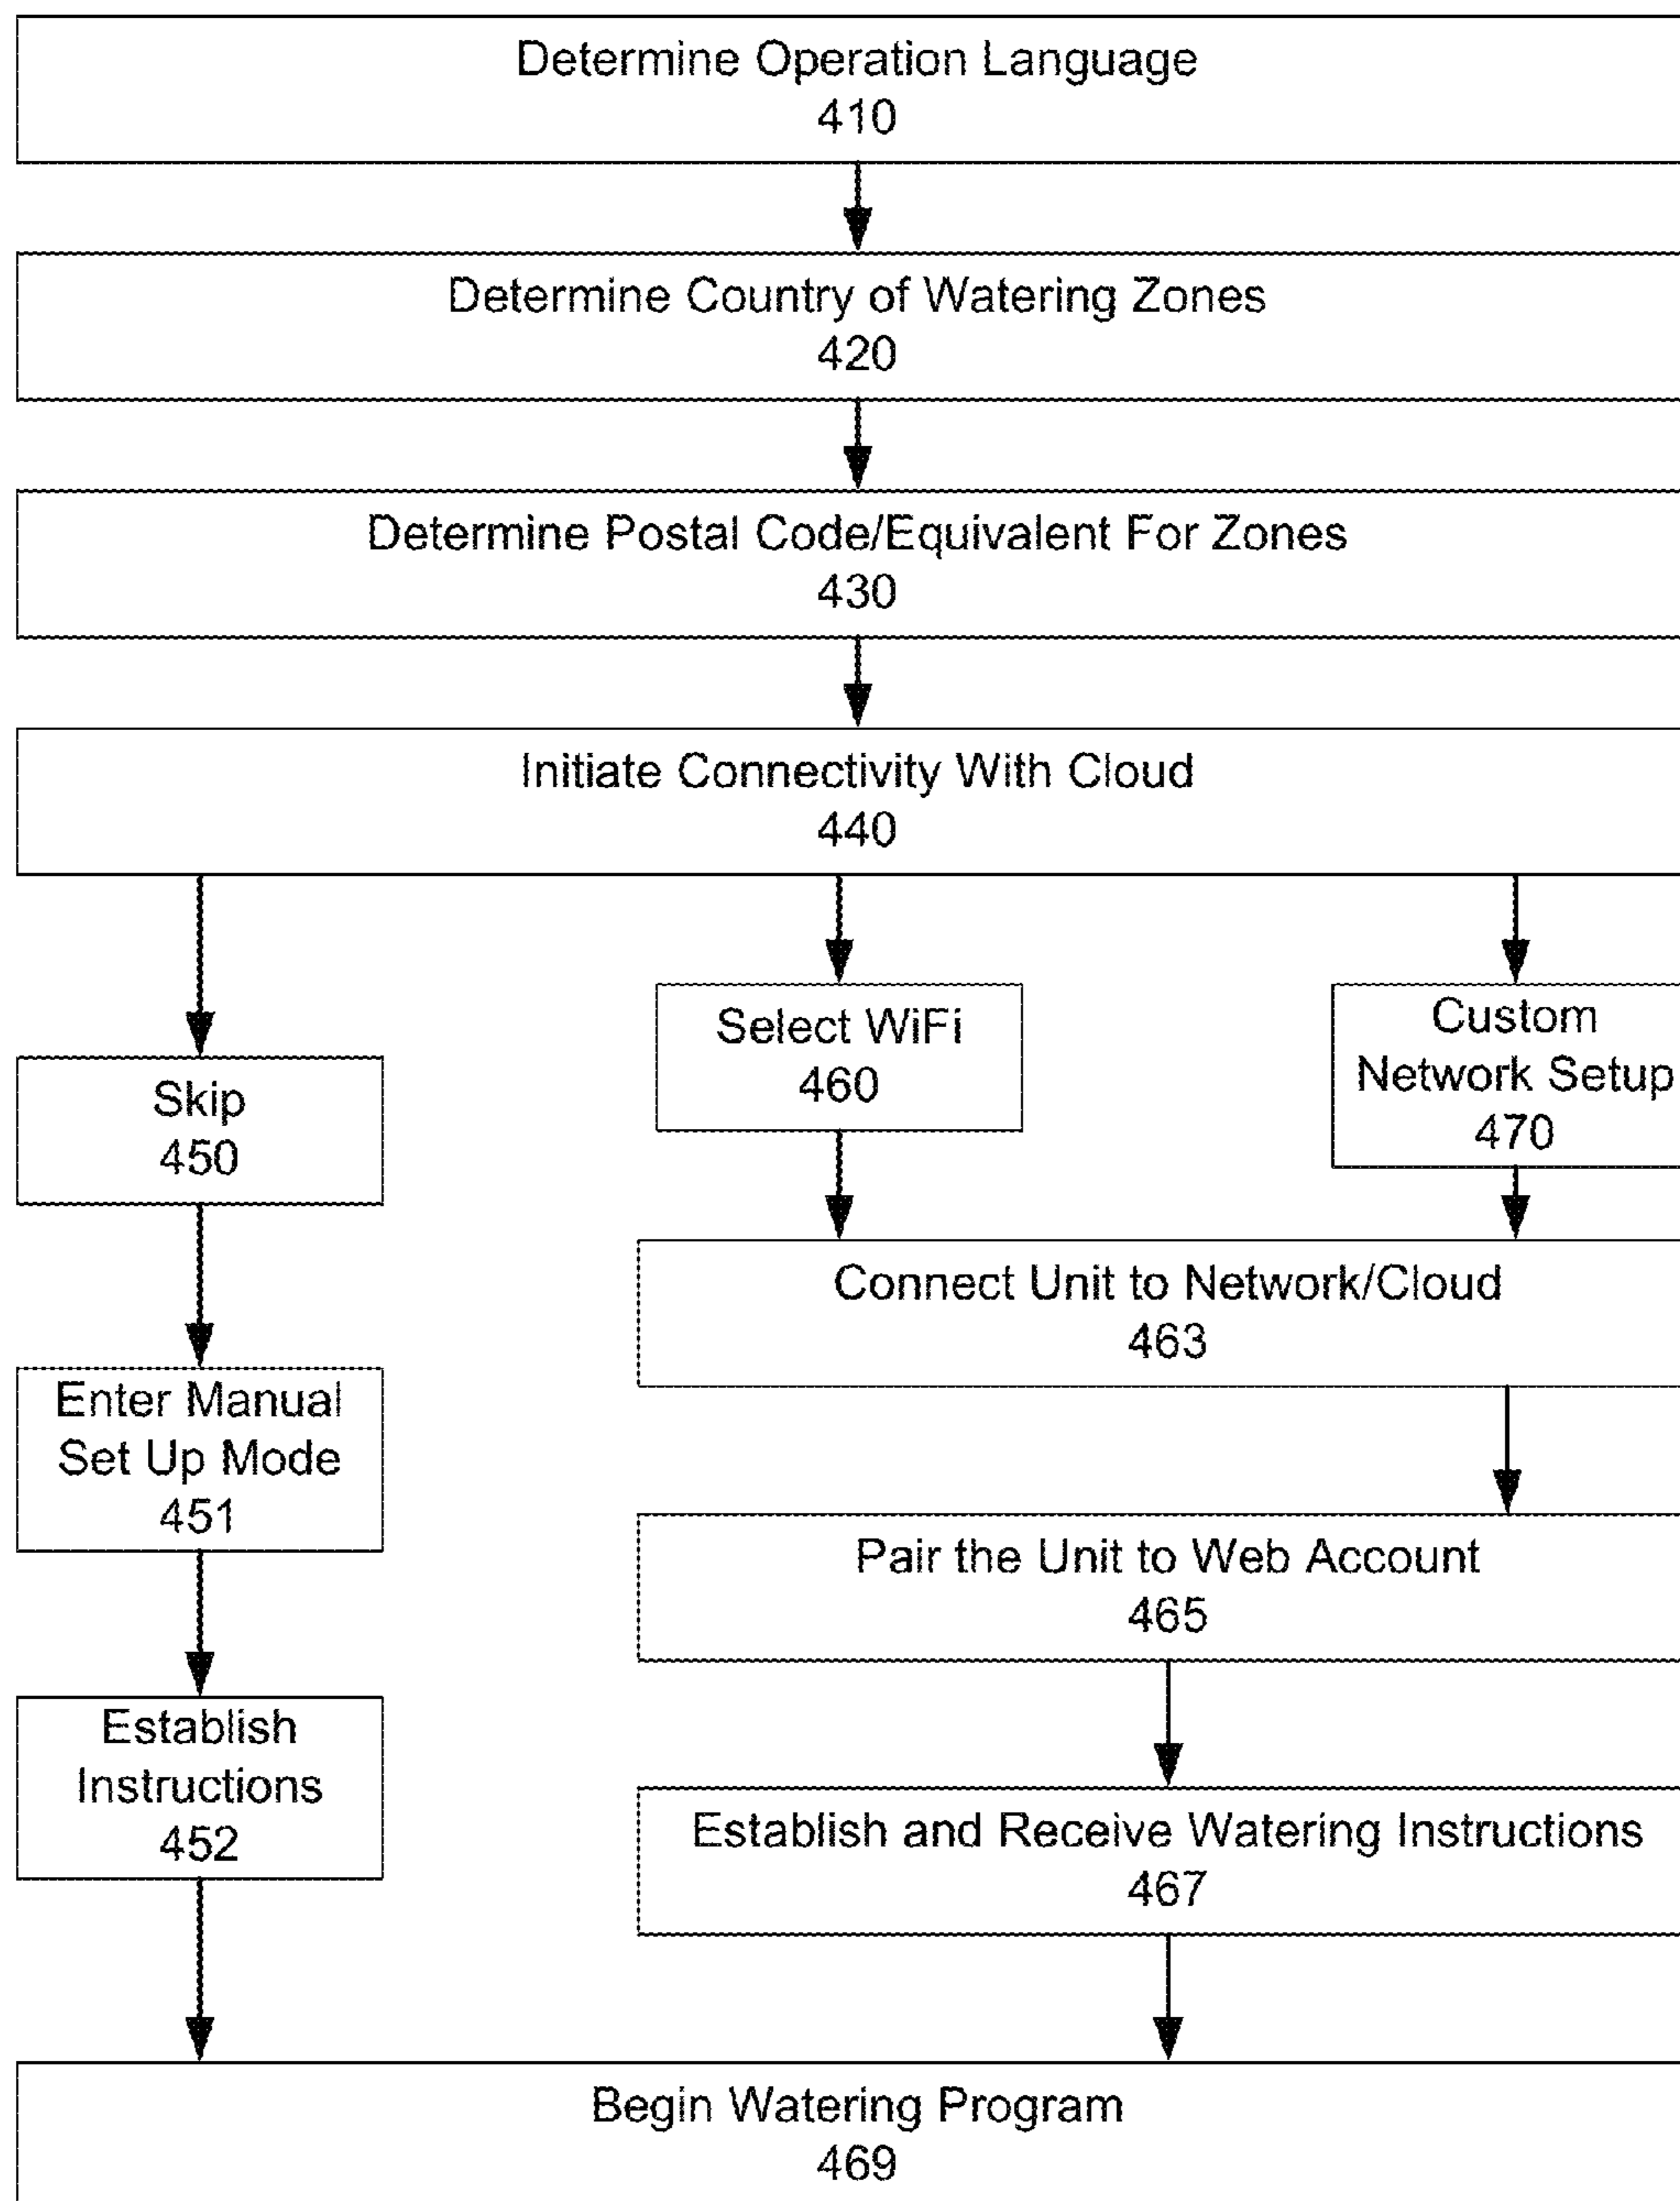 Determine Operation Language
410
Determine Country of Watering Zones
420
Determine Postal Code/Equivalent For Zones
430
Initiate Connectivity With Cloud
440
Skip
450
Select WiFi
460
Custom
Network Setup
470
Connect Unit to Network/Cloud
463
Enter Manual
Set Up Mode
451
Pair the Unit to Web Account
465
Establish
Instructions
452
Establish and Receive Watering Instructions
467
Begin Watering Program
469